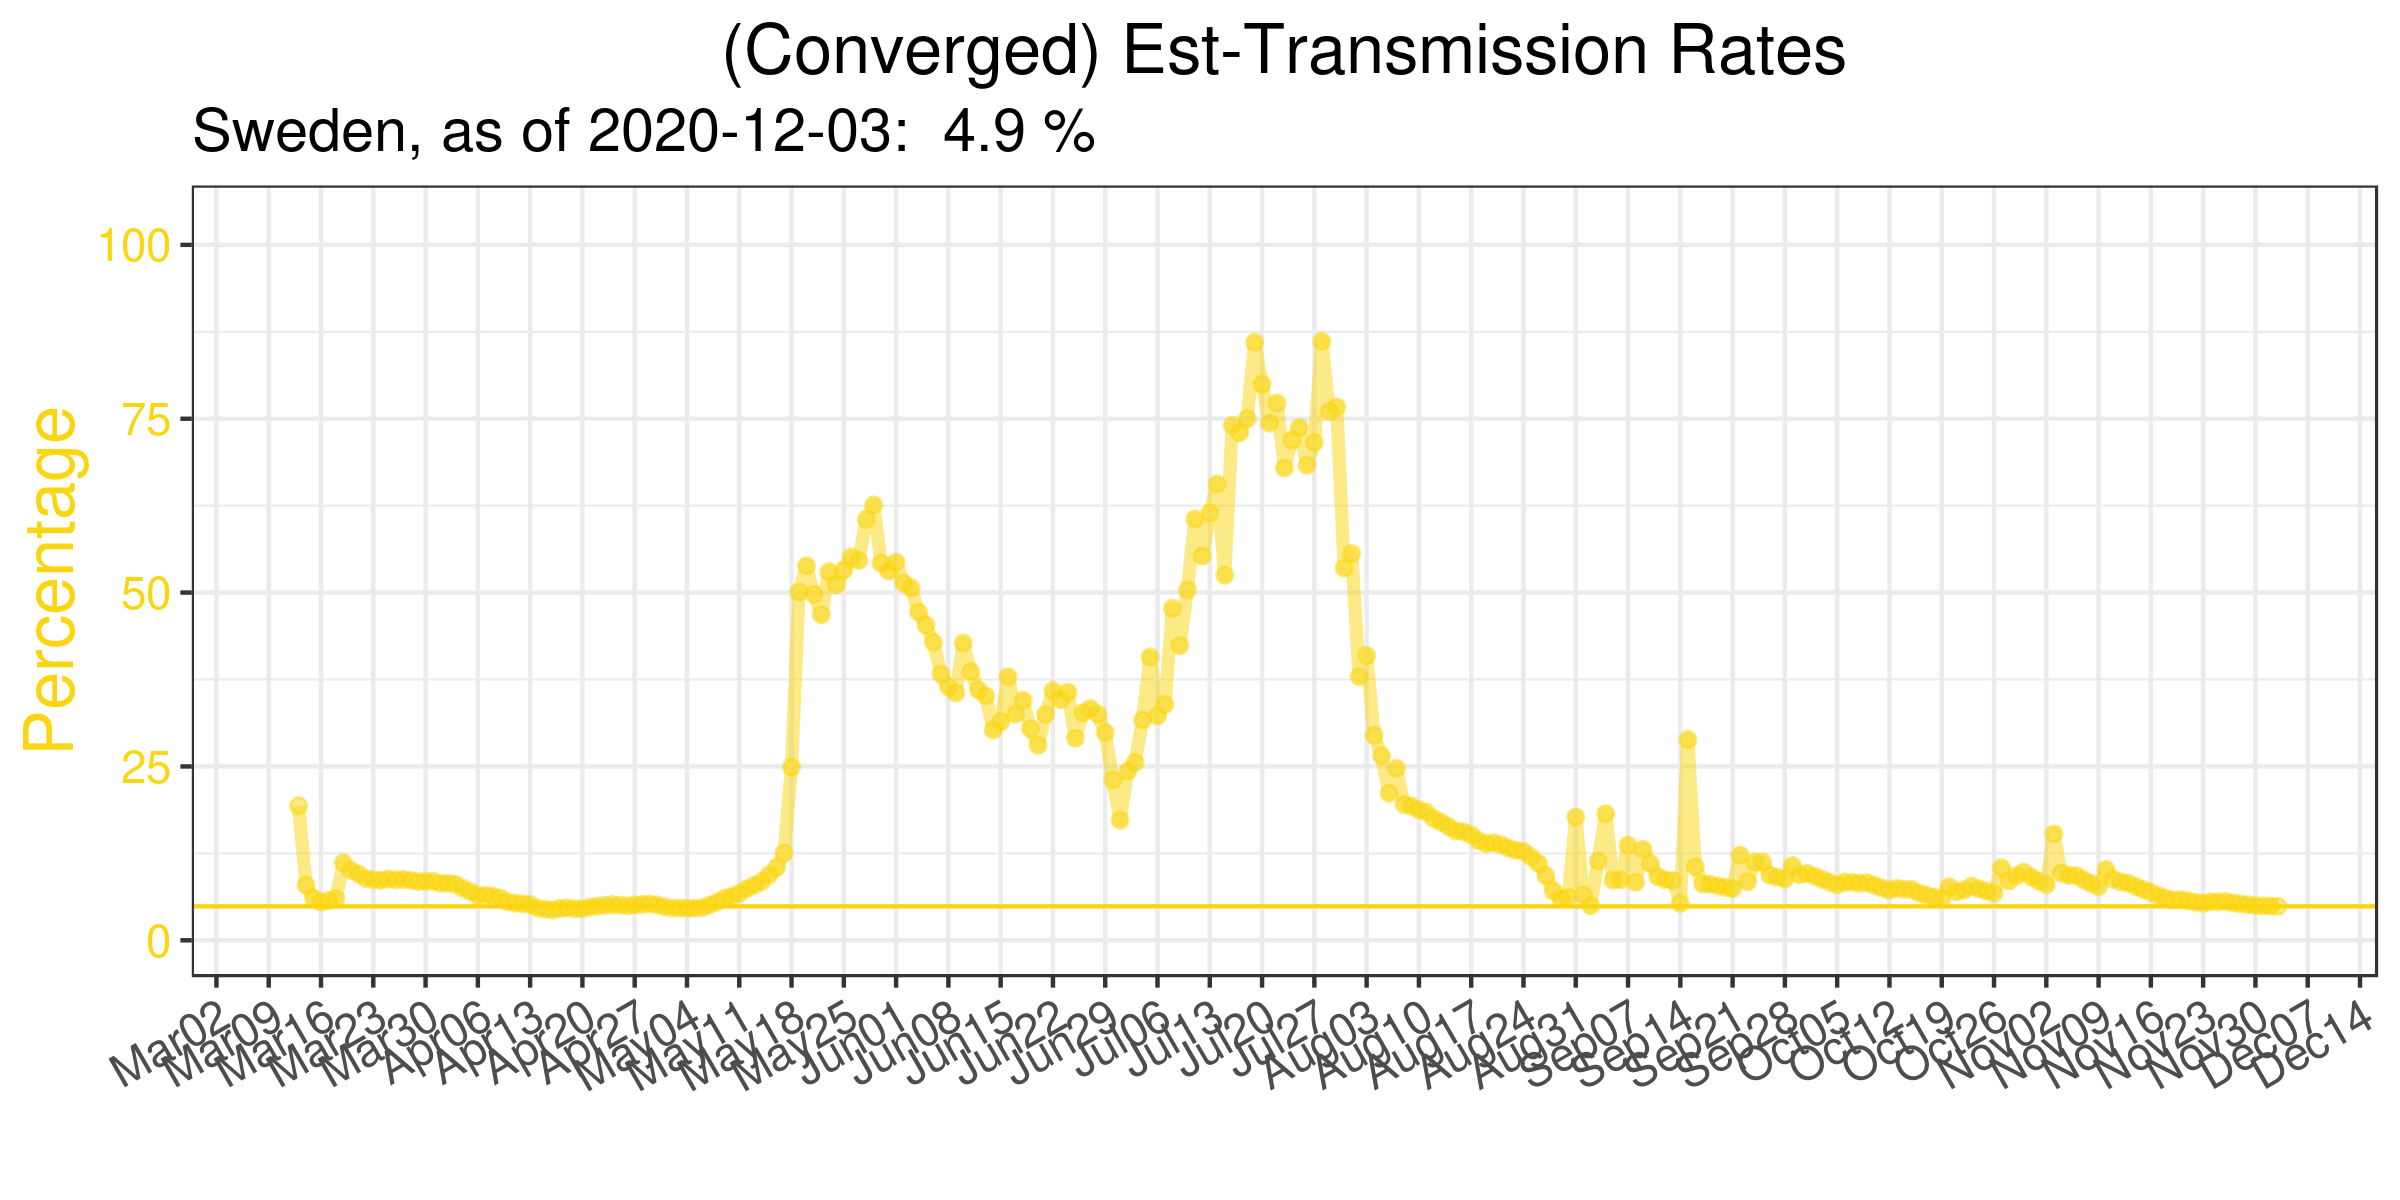 (Converged) Est-Transmission Rates
Sweden, as of 2020-12-03:  4.9 %
Percentage
100
75
50
25
0
Mar02
Mar09
Mar16
Mar23
Mar30
Apr06
Apr13
Apr20
Apr27
May04
May11
May18
May25
Jun01
Jun08
Jun15
Jun22
Jun29
Jul06
Jul13
Jul20
Jul27
Aug03
Aug10
Aug17
Aug24
Aug31
Sep07
Sep14
Sep21
Sep28
Oct05
Oct12
Oct19
Oct26
Nov02
Nov09
Nov16
Nov23
Nov30
Dec07
Dec14